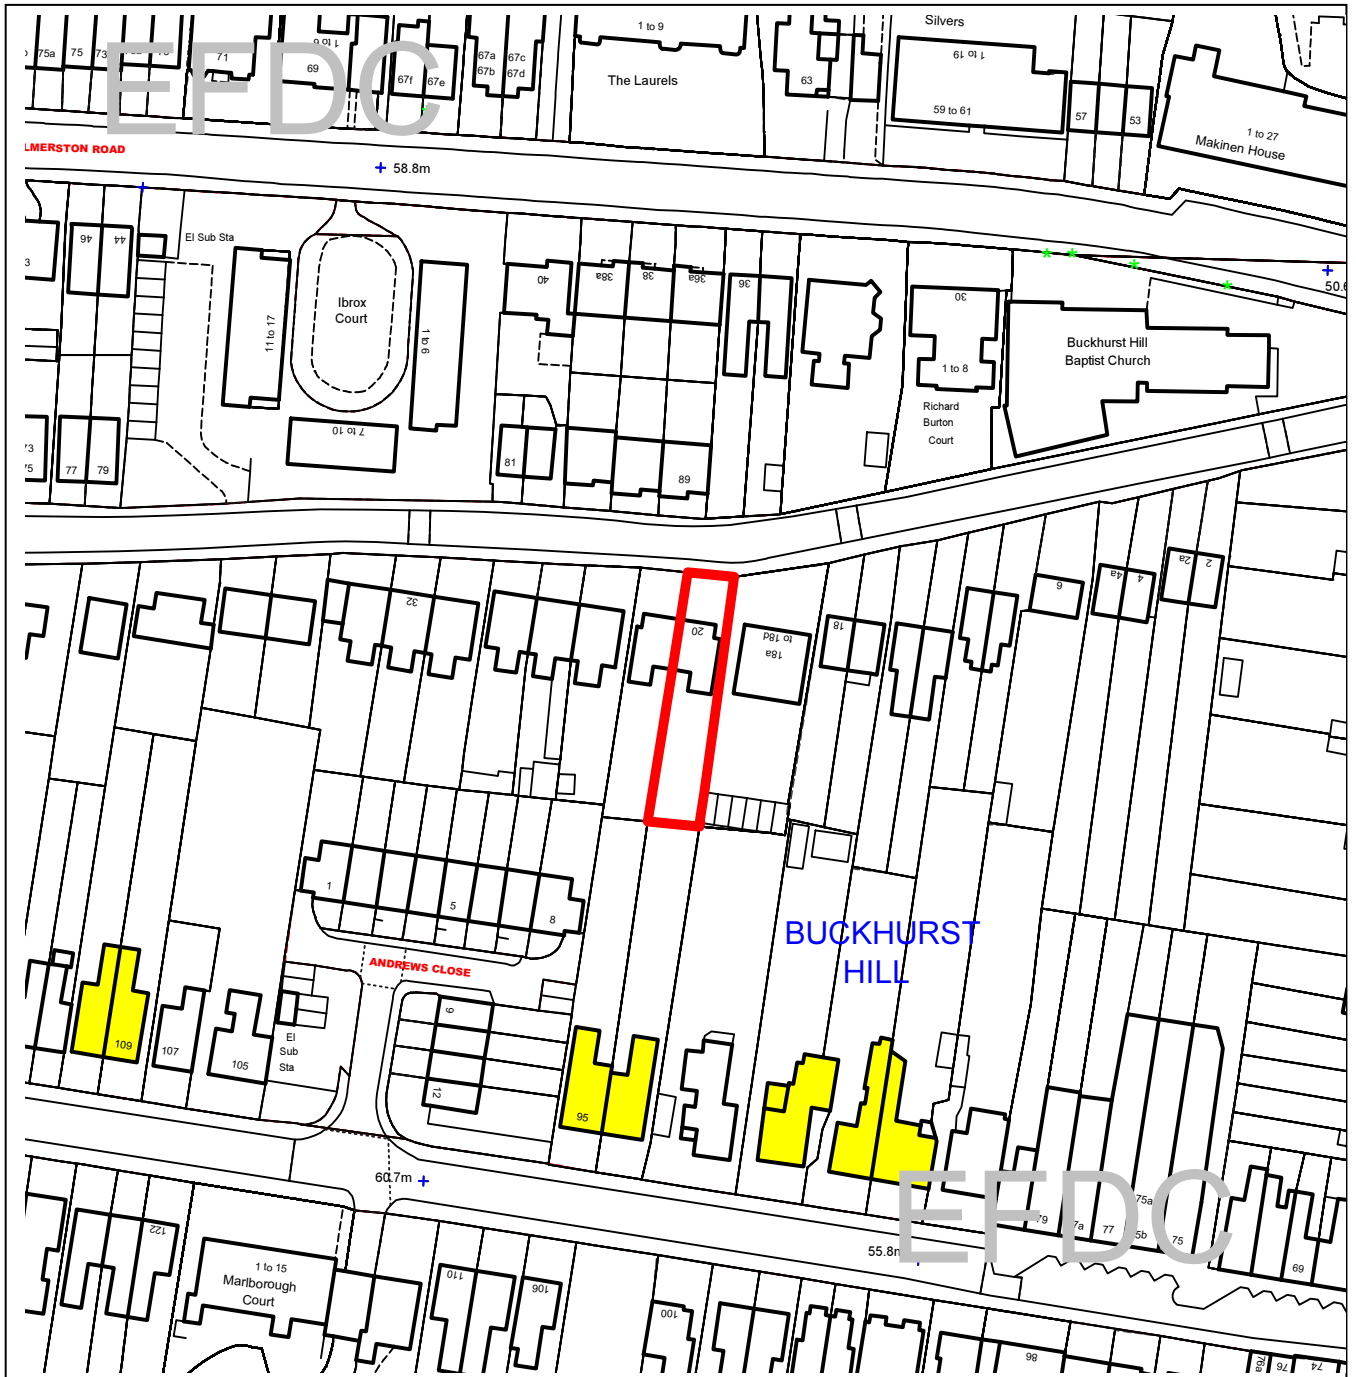 75a
75
73
71
69
1 to 6
67f
67e
67a
67b
67c
67d
1 to 9
The Laurels
63
Silvers
1 to 19
59 to 61
57
53
1 to 27
Makinen House
EFDC
LMERSTON ROAD
58.8m
50.6
46
44
El Sub Sta
11 to 17
Ibrox
Court
1 to 6
7 to 10
40
38a
38
36a
36
30
1 to 8
Richard
Burton
Court
Buckhurst Hill
Baptist Church
73
75
77
79
81
89
32
20
18a
to 18d
18
6
4a
4
2a
2
1
5
8
ANDREWS CLOSE
BUCKHURST
HILL
109
107
105
El
Sub
Sta
9
12
95
60.7m
55.8m
EFDC
79
77a
77
75a
75b
75
69
122
1 to 15
Marlborough
Court
110
106
100
86
76a
76
74